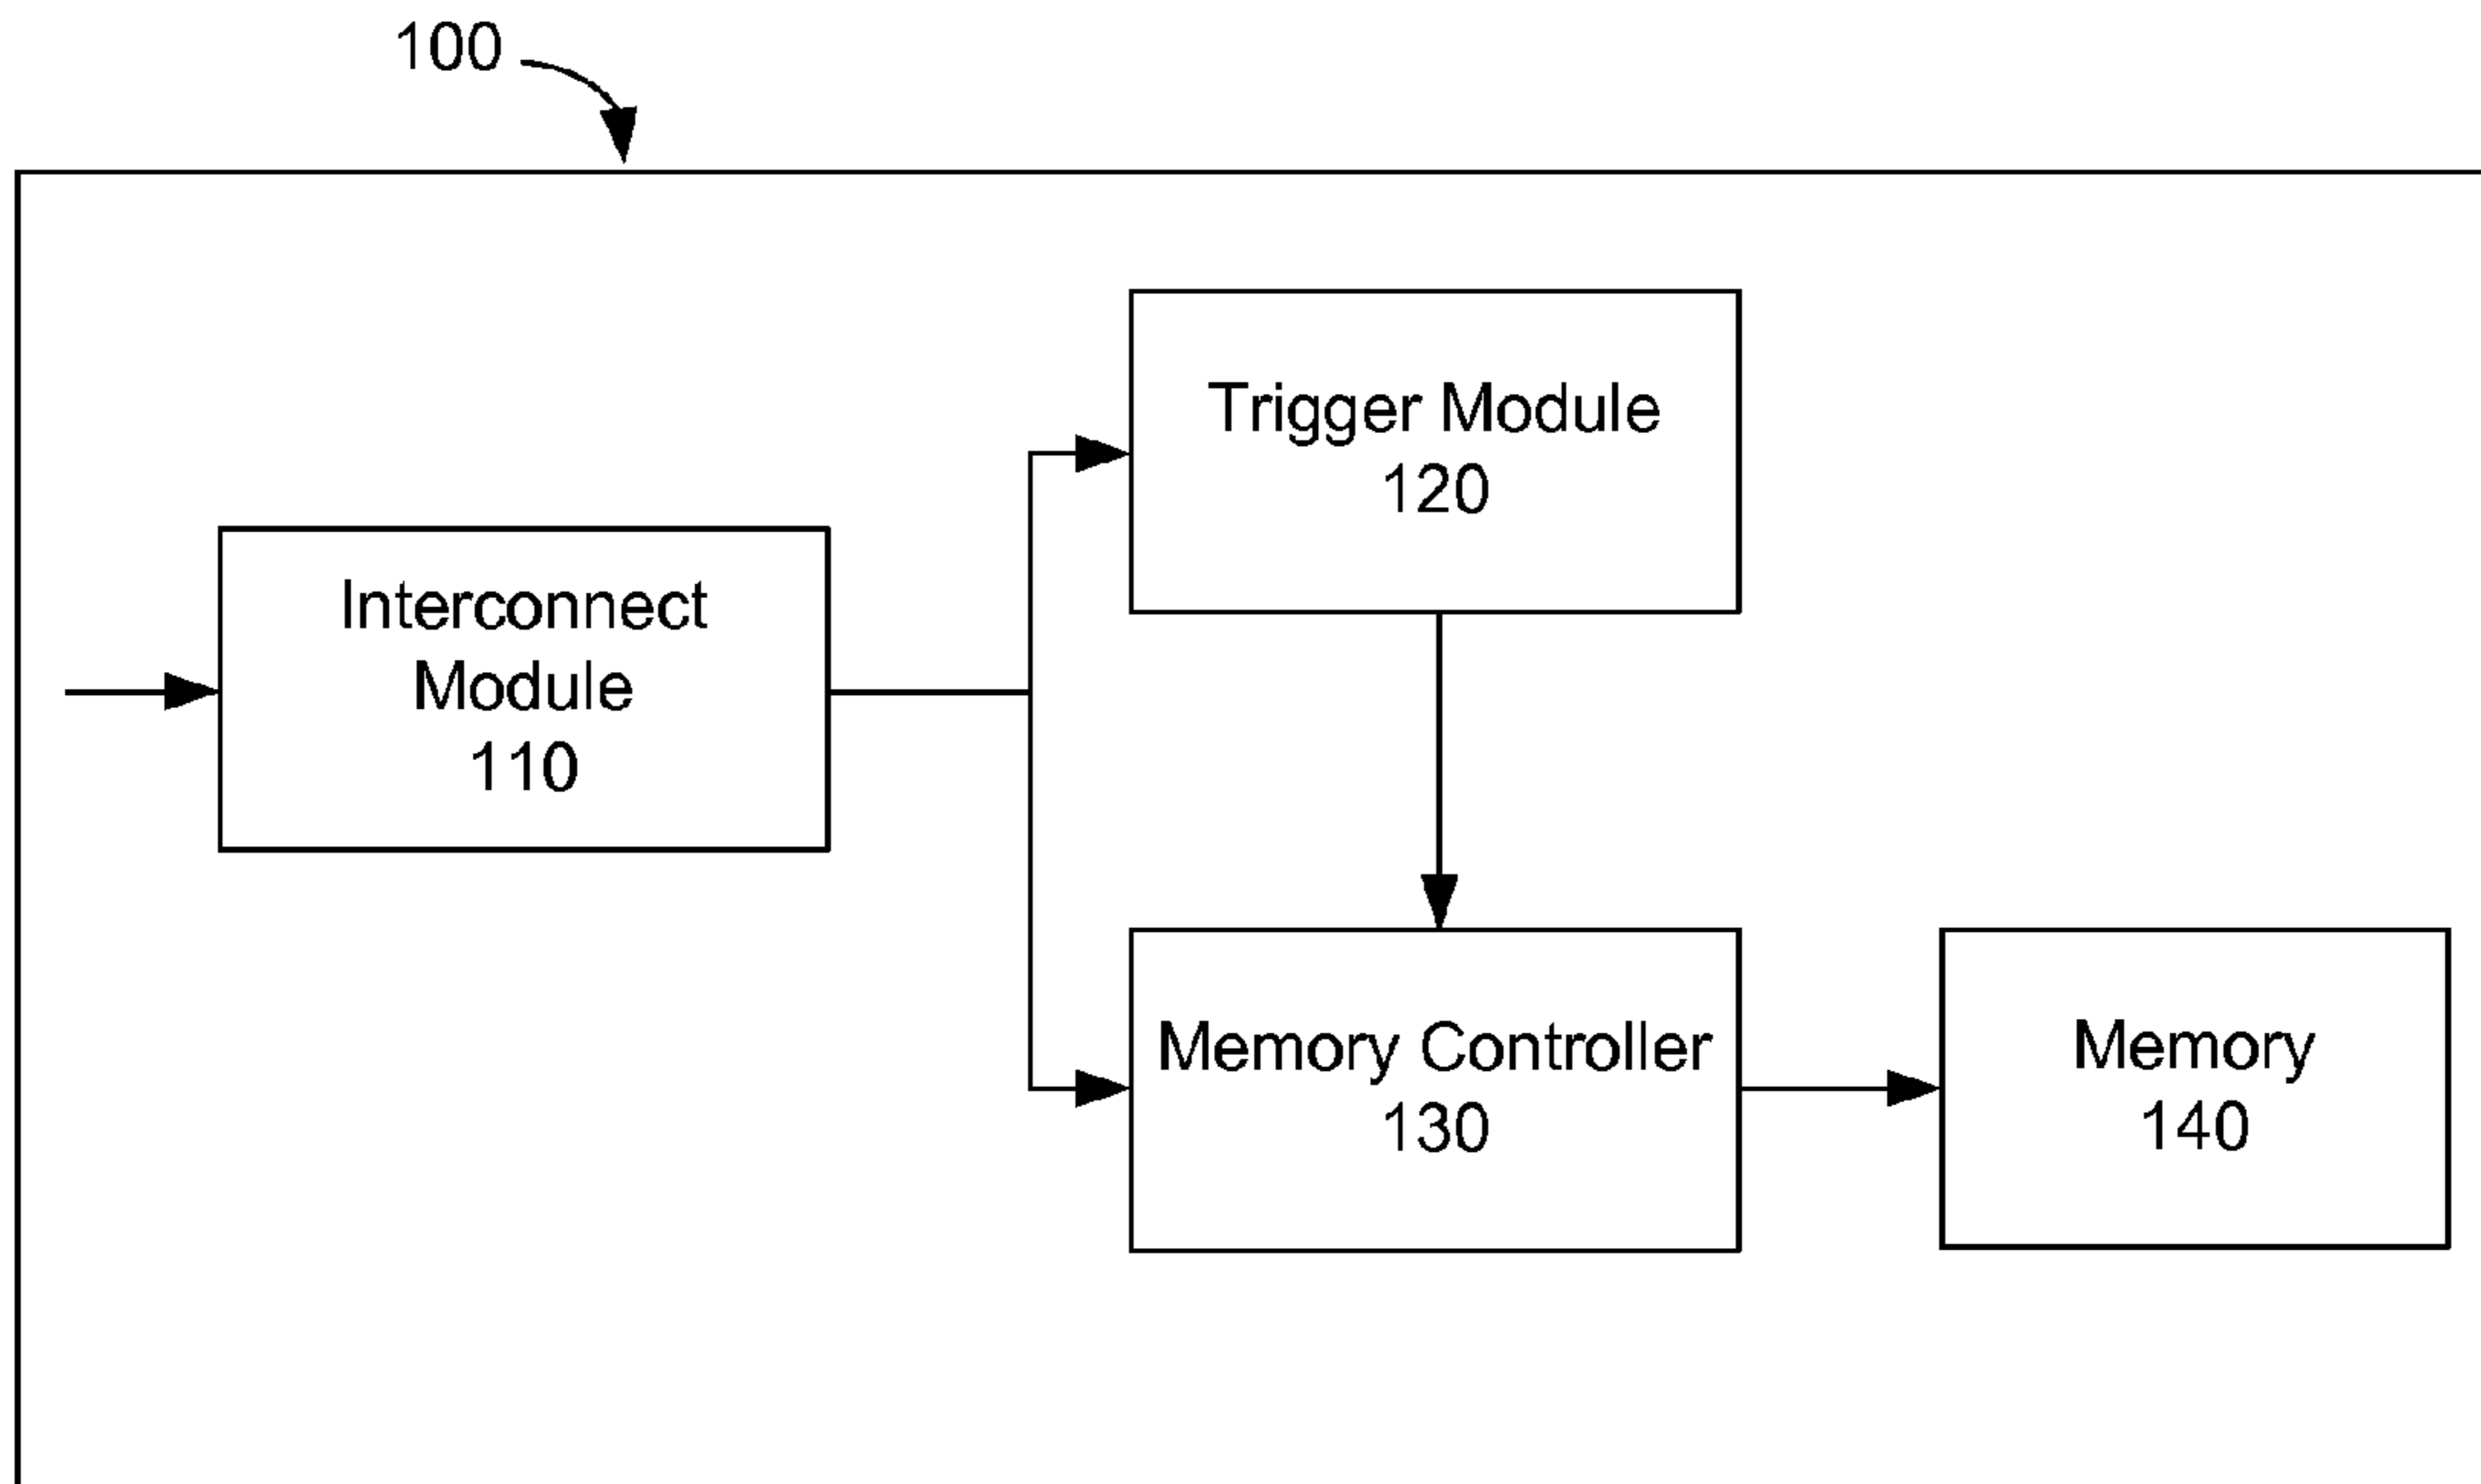 100
Trigger Module
120
Interconnect
Module
110
Memory Controller
130
Memory
140